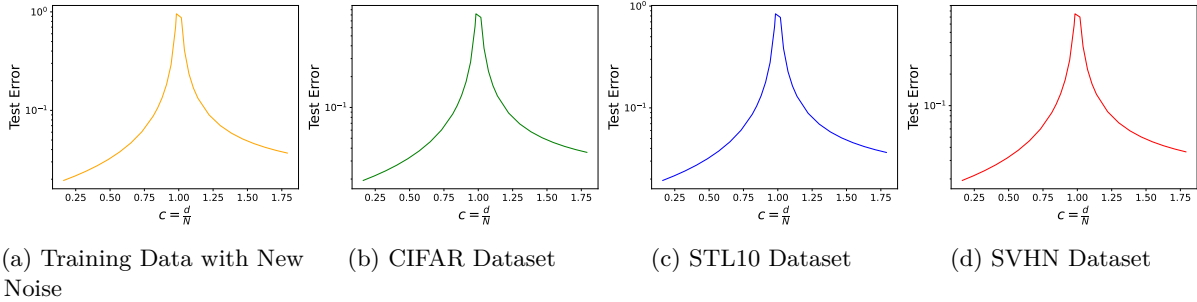 Test Error
10⁰
10⁻¹
0.25 0.50 0.75 1.00 1.25 1.50 1.75
c = d/N
(a) Training Data with New
Noise
Test Error
10⁻¹
0.25 0.50 0.75 1.00 1.25 1.50 1.75
c = d/N
(b) CIFAR Dataset
Test Error
10⁰
10⁻¹
0.25 0.50 0.75 1.00 1.25 1.50 1.75
c = d/N
(c) STL10 Dataset
Test Error
10⁻¹
0.25 0.50 0.75 1.00 1.25 1.50 1.75
c = d/N
(d) SVHN Dataset